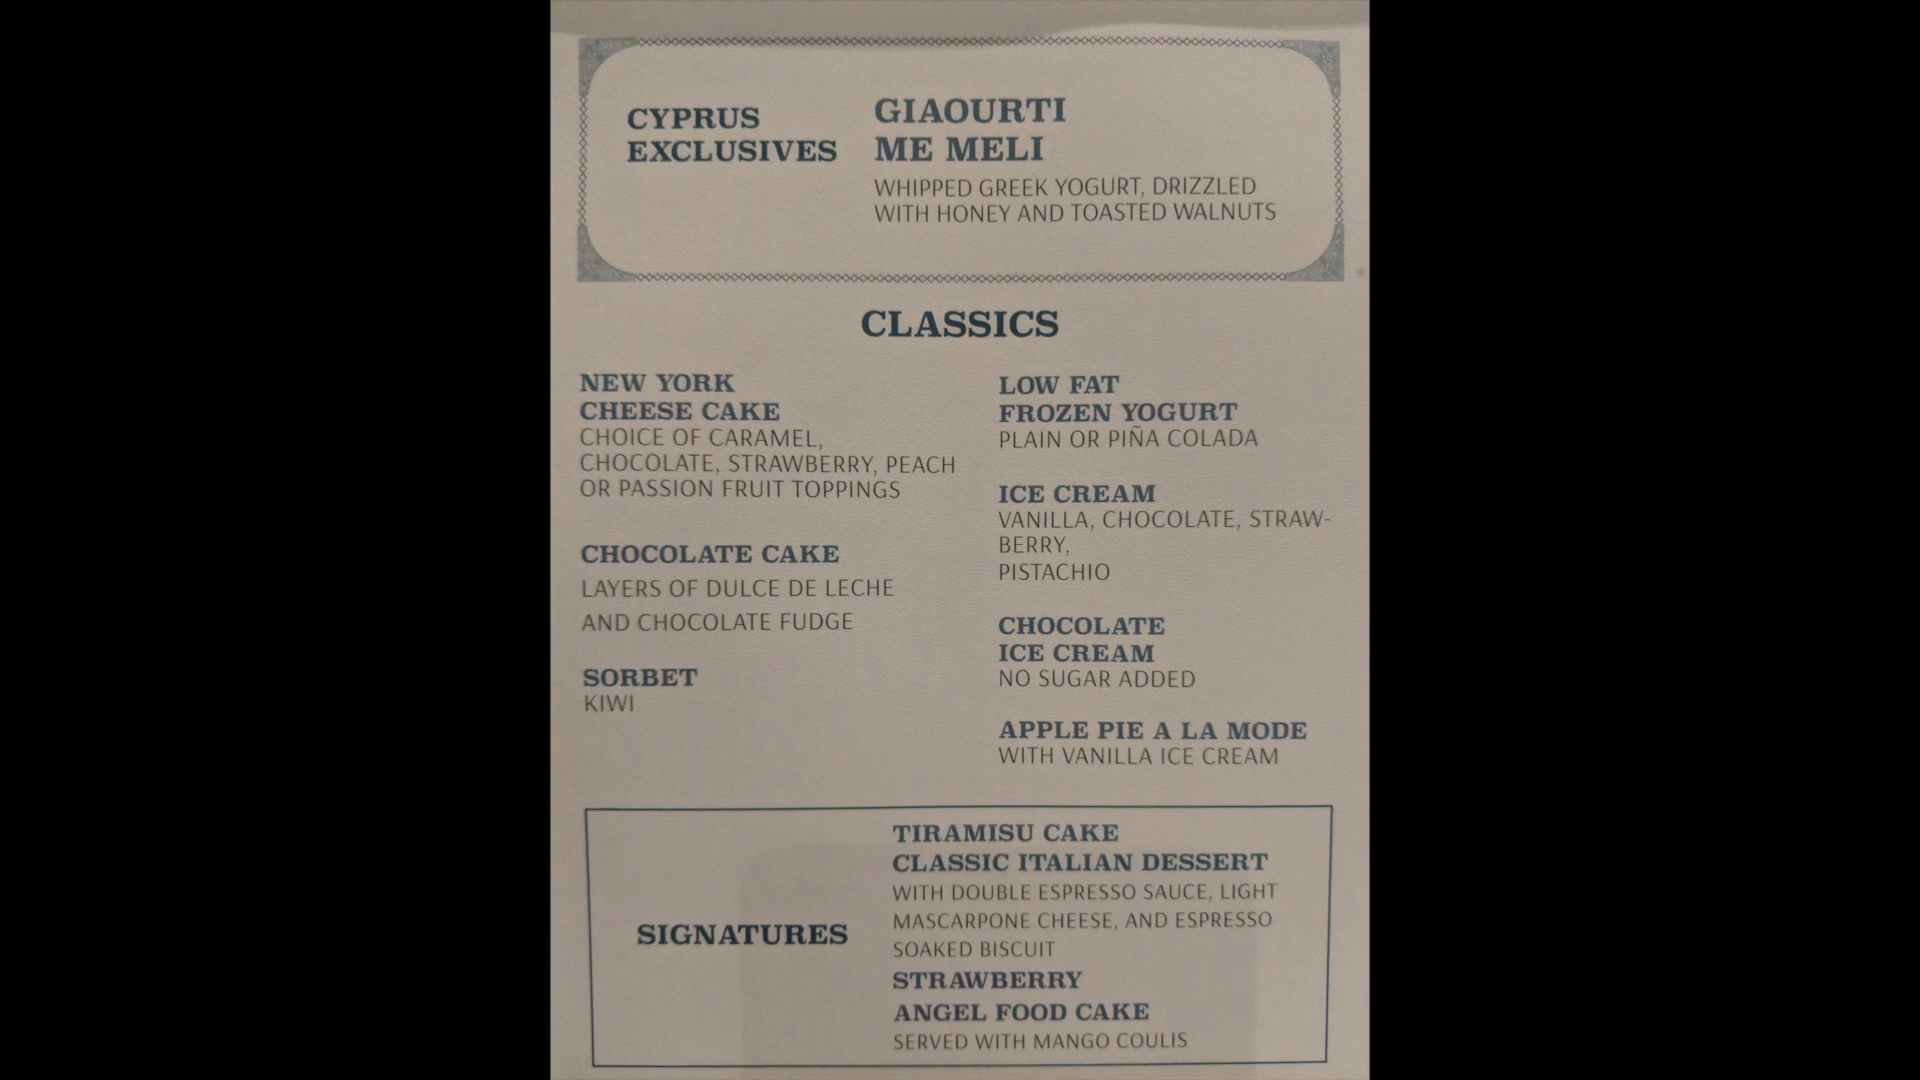 CYPRUS
EXCLUSIVES
GIAOURTI
ME MELI
WHIPPED GREEK YOGURT, DRIZZLED
WITH HONEY AND TOASTED WALNUTS
CLASSICS
NEW YORK
CHEESE CAKE
CHOICE OF CARAMEL,
CHOCOLATE, STRAWBERRY, PEACH
OR PASSION FRUIT TOPPINGS
CHOCOLATE CAKE
LAYERS OF DULCE DE LECHE
AND CHOCOLATE FUDGE
SORBET
KIWI
LOW FAT
FROZEN YOGURT
PLAIN OR PIÑA COLADA
ICE CREAM
VANILLA, CHOCOLATE, STRAW-
BERRY,
PISTACHIO
CHOCOLATE
ICE CREAM
NO SUGAR ADDED
APPLE PIE A LA MODE
WITH VANILLA ICE CREAM
SIGNATURES
TIRAMISU CAKE
CLASSIC ITALIAN DESSERT
WITH DOUBLE ESPRESSO SAUCE, LIGHT
MASCARPONE CHEESE, AND ESPRESSO
SOAKED BISCUIT
STRAWBERRY
ANGEL FOOD CAKE
SERVED WITH MANGO COULIS